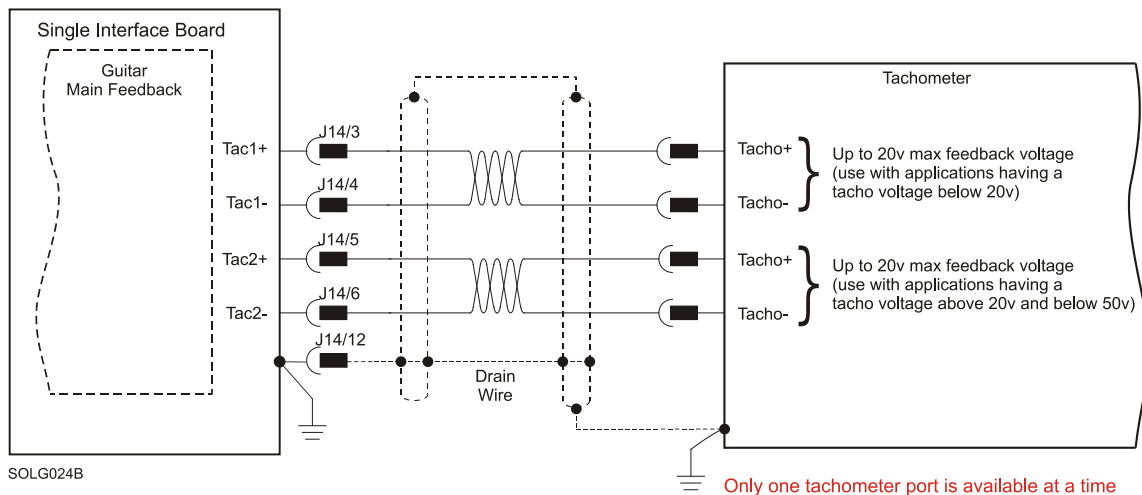 Single Interface Board
Guitar
Main Feedback
Tachometer
J14/3
Tac1+
Tacho+
J14/4
Tac1-
Tacho-
Up to 20v max feedback voltage
(use with applications having a
tacho voltage below 20v)
J14/5
Tac2+
Tacho+
J14/6
Tac2-
Tacho-
Up to 20v max feedback voltage
(use with applications having a
tacho voltage above 20v and below 50v)
J14/12
Drain
Wire
SOLG024B
Only one tachometer port is available at a time